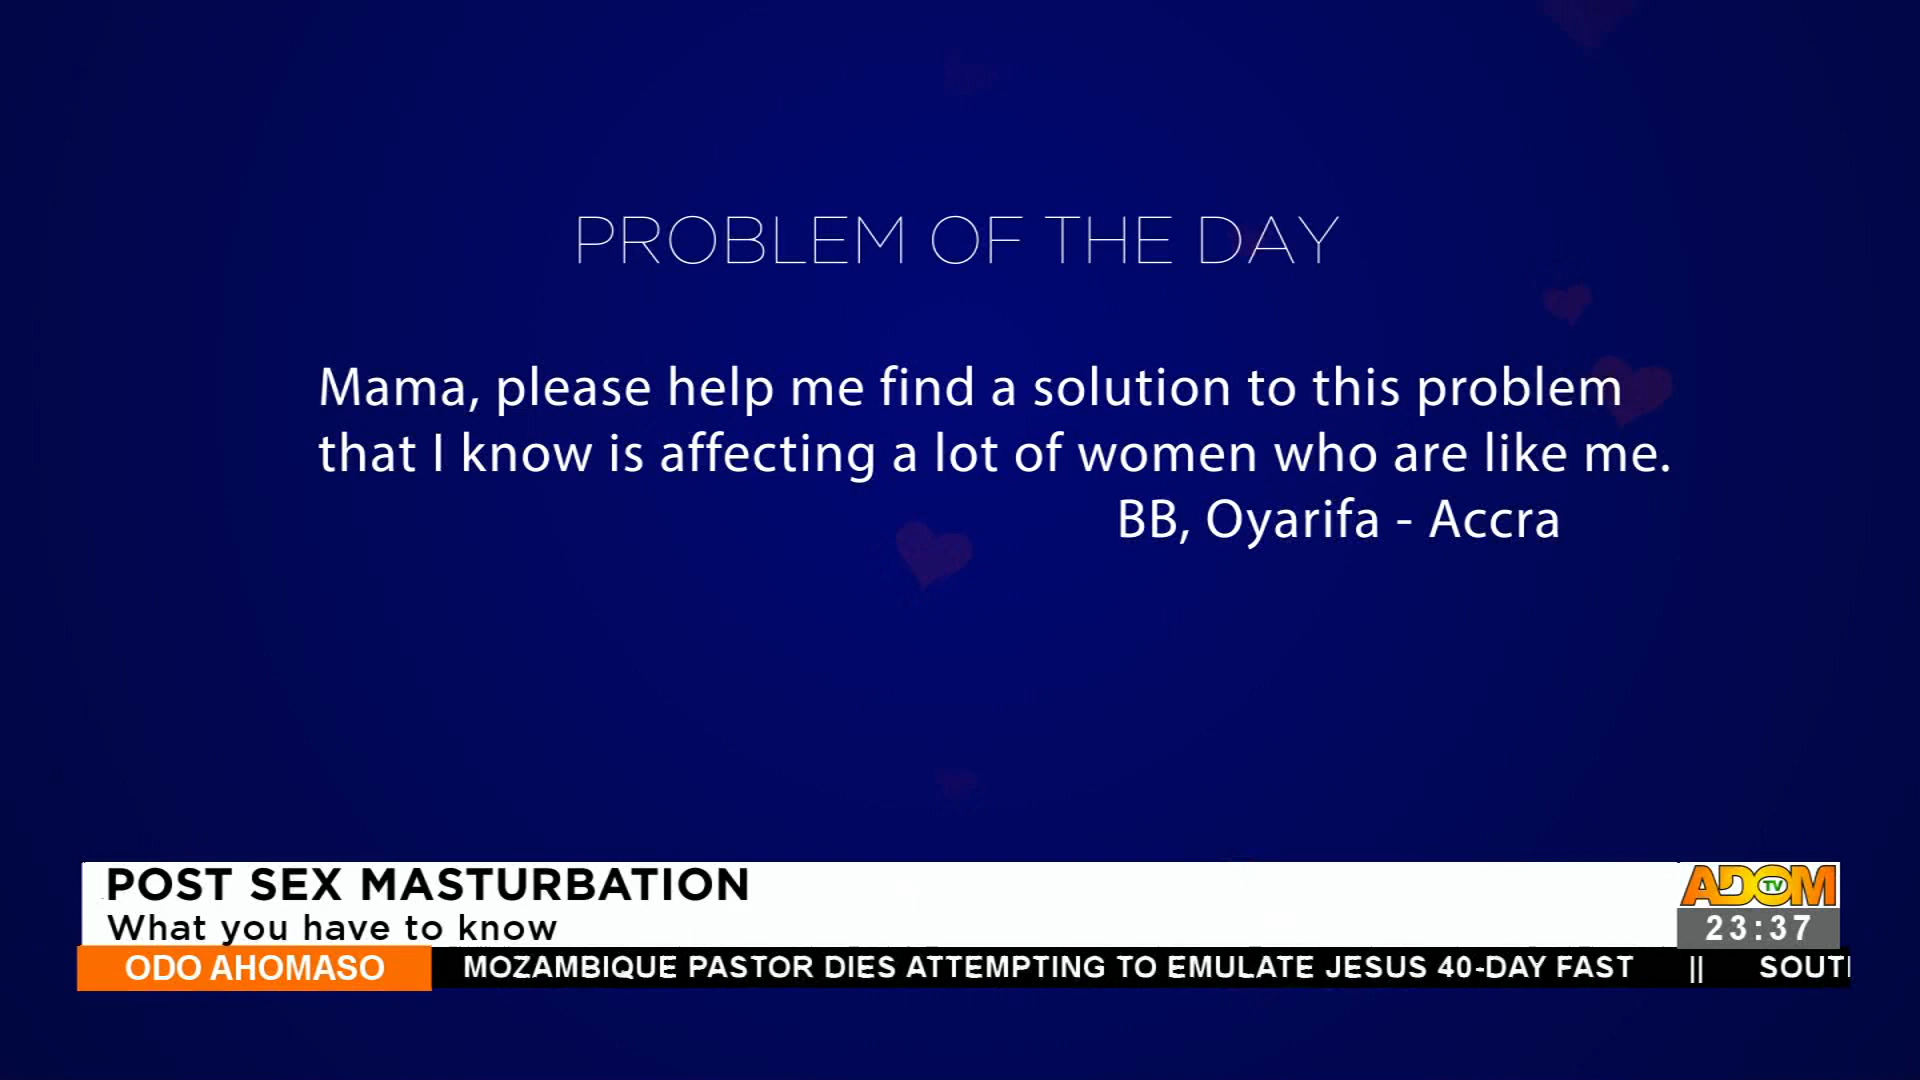 PROBLEM OF THE DAY
Mama, please help me find a solution to this problem
that I know is affecting a lot of women who are like me.
BB, Oyarifa - Accra
POST SEX MASTURBATION
What you have to know
ADOM TV
23:37
ODO AHOMASO
MOZAMBIQUE PASTOR DIES ATTEMPTING TO EMULATE JESUS 40-DAY FAST ||